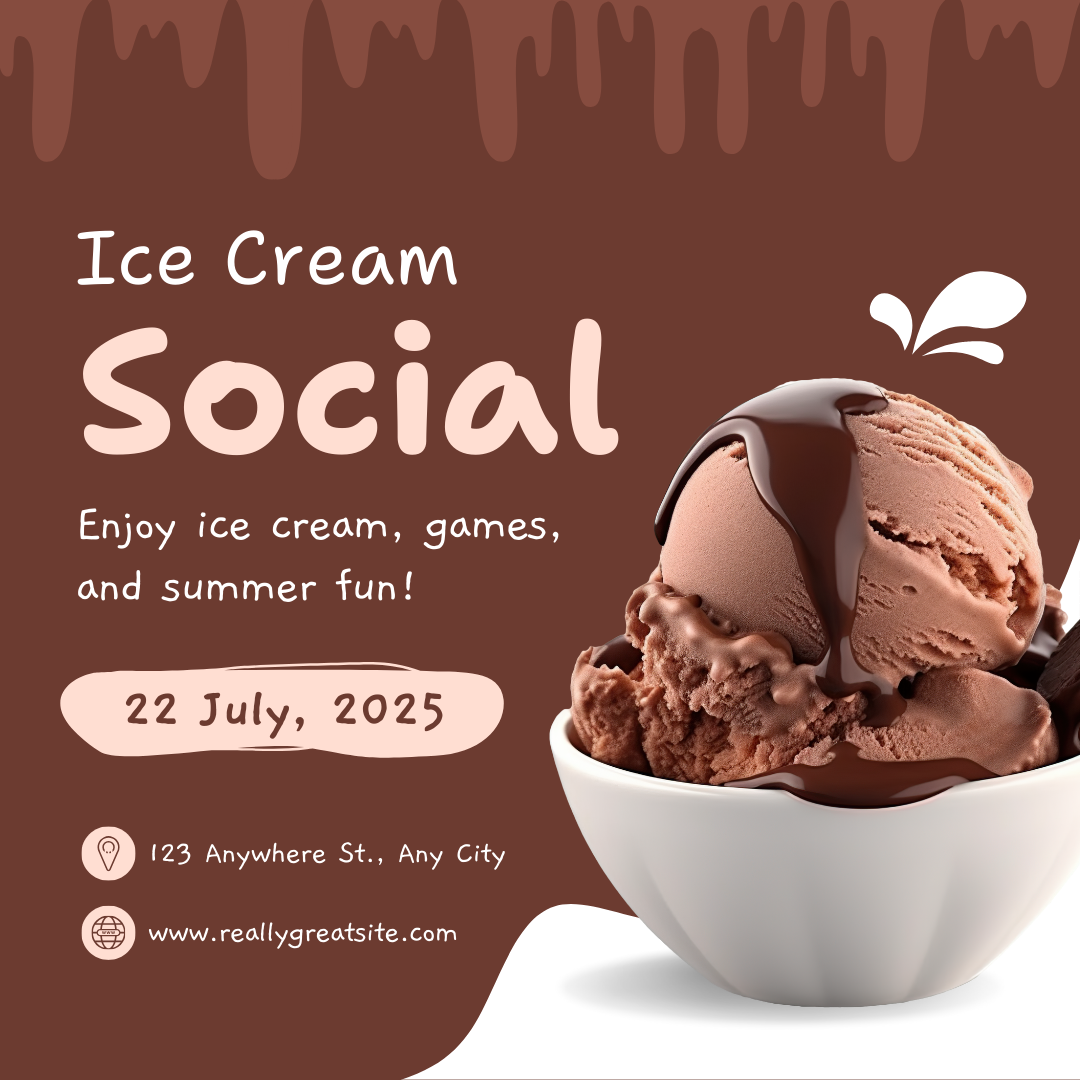 Ice Cream
Social
Enjoy ice cream, games,
and summer fun!
22 July, 2025
123 Anywhere St., Any City
www
www.reallygreatsite.com